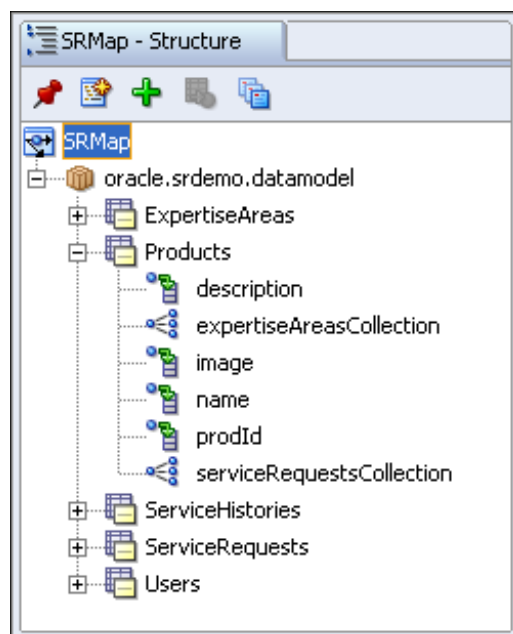 SRMap - Structure
SRMap
oracle.srdemo.datamodel
ExpertiseAreas
Products
description
expertiseAreasCollection
image
name
prodId
serviceRequestsCollection
ServiceHistories
ServiceRequests
Users